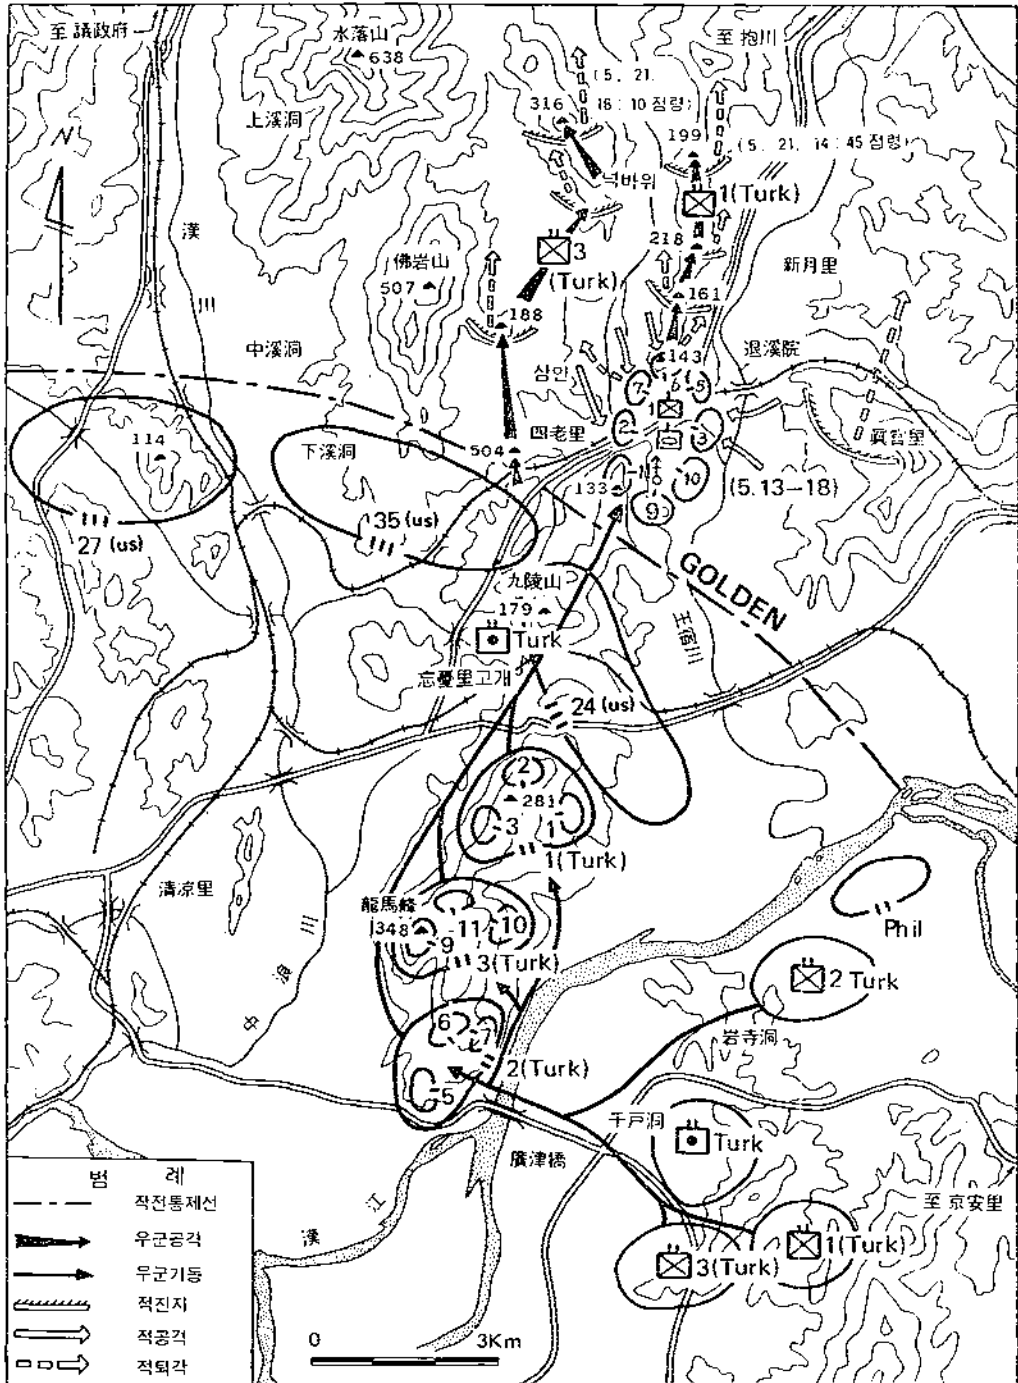 至 議政府
水落山
638
至 抱川
(5. 21.
316
18 : 10 점령)
上溪洞
199
(5. 21. 14 : 45 점령)
N
넉바위
1(Turk)
漢
川
3
(Turk)
218
佛岩山
507
新月里
161
188
中溪洞
143
退溪院
삼안
7
6
5
1
2
3
114
下溪洞
504
四老里
眞官里
133
10
(5.13-18)
9
35 (us)
27 (us)
GOLDEN
九陵山
179
王宿川
Turk
忘憂里고개
24 (us)
2
281
3
1
1(Turk)
淸凉里
龍馬峰
348
11
10
9
3(Turk)
Phil
中
浪
川
2 Turk
6
7
岩寺洞
5
2(Turk)
千戸洞
Turk
廣津橋
至 京安里
漢
江
1(Turk)
3(Turk)
범 례
작전통제선
우군공격
우군기동
적진지
적공격
적퇴각
0 3Km